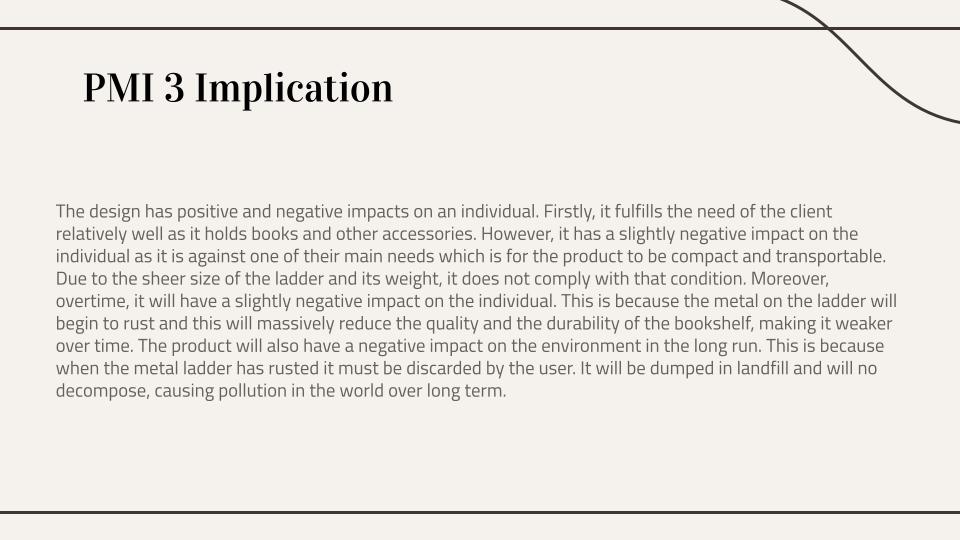 PMI 3 Implication
The design has positive and negative impacts on an individual. Firstly, it fulfills the need of the client
relatively well as it holds books and other accessories. However, it has a slightly negative impact on the
individual as it is against one of their main needs which is for the product to be compact and transportable.
Due to the sheer size of the ladder and its weight, it does not comply with that condition. Moreover,
overtime, it will have a slightly negative impact on the individual. This is because the metal on the ladder will
begin to rust and this will massively reduce the quality and the durability of the bookshelf, making it weaker
over time. The product will also have a negative impact on the environment in the long run. This is because
when the metal ladder has rusted it must be discarded by the user. It will be dumped in landfill and will no
decompose, causing pollution in the world over long term.